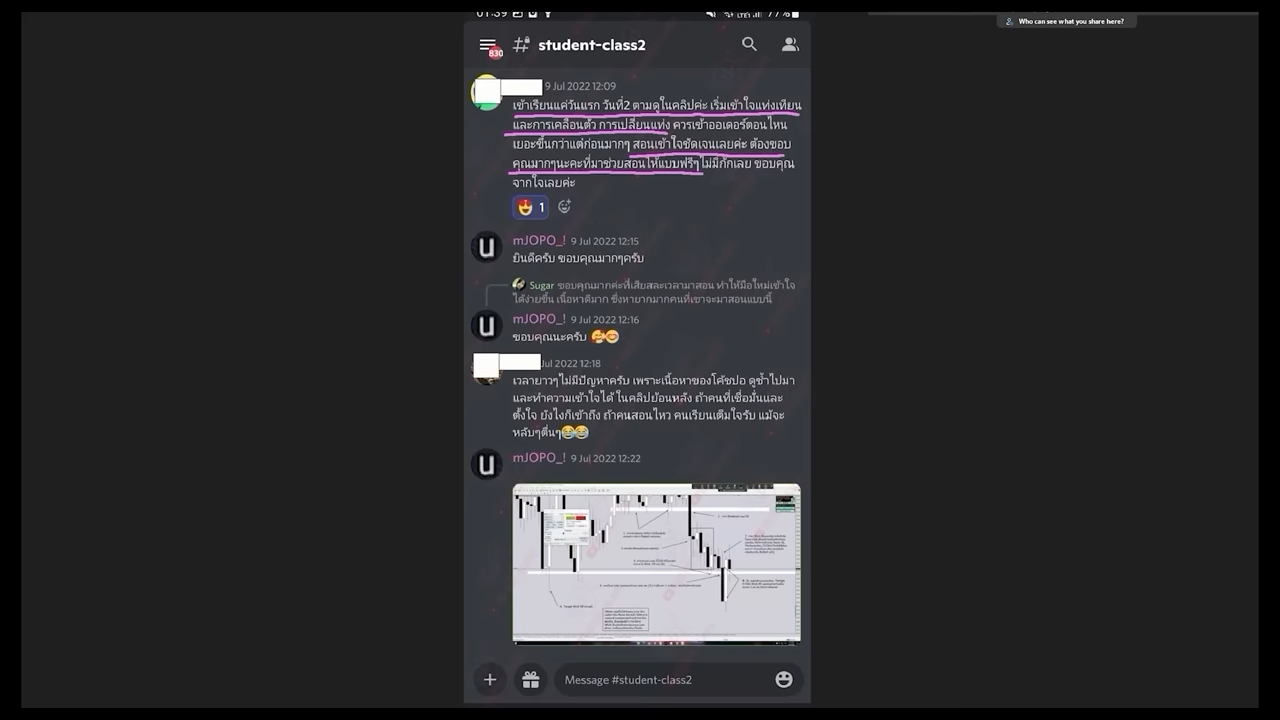 01:39
77%
Who can see what you share here?
830
student-class2
9 Jul 2022 12:09
เข้าเรียนแค่วันแรก วันที่2 ตามดูในคลิปค่ะ เริ่มเข้าใจแท่งเทียน
และการเคลื่อนตัว การเปลี่ยนแท่ง ควรเข้าออเดอร์ตอนไหน
เยอะขึ้นกว่าแต่ก่อนมากๆ สอนเข้าใจชัดเจนเลยค่ะ ต้องขอบ
คุณมากๆนะคะที่มาช่วยสอนให้แบบฟรีๆ ไม่มีกั๊กเลย ขอบคุณ
จากใจเลยค่ะ
1
mJOPO_! 9 Jul 2022 12:15
ยินดีครับ ขอบคุณมากๆครับ
Sugar ขอบคุณมากค่ะที่เสียสละเวลามาสอน ทำให้มือใหม่เข้าใจ
ได้ง่ายขึ้น เนื้อหาดีมาก ซึ่งหายากมากคนที่เขาจะมาสอนแบบนี้
mJOPO_! 9 Jul 2022 12:16
ขอบคุณนะครับ
Jul 2022 12:18
เวลายาวๆไม่มีปัญหาครับ เพราะเนื้อหาของโค้ชปอ ดูซ้ำไปมา
และทำความเข้าใจได้ ในคลิปย้อนหลัง ถ้าคนที่เชื่อมั่นและ
ตั้งใจ ยังไงก็เข้าถึง ถ้าคนสอนไหว คนเรียนเต็มใจรับ แม้จะ
หลับๆตื่นๆ
mJOPO_! 9 Jul 2022 12:22
Message #student-class2